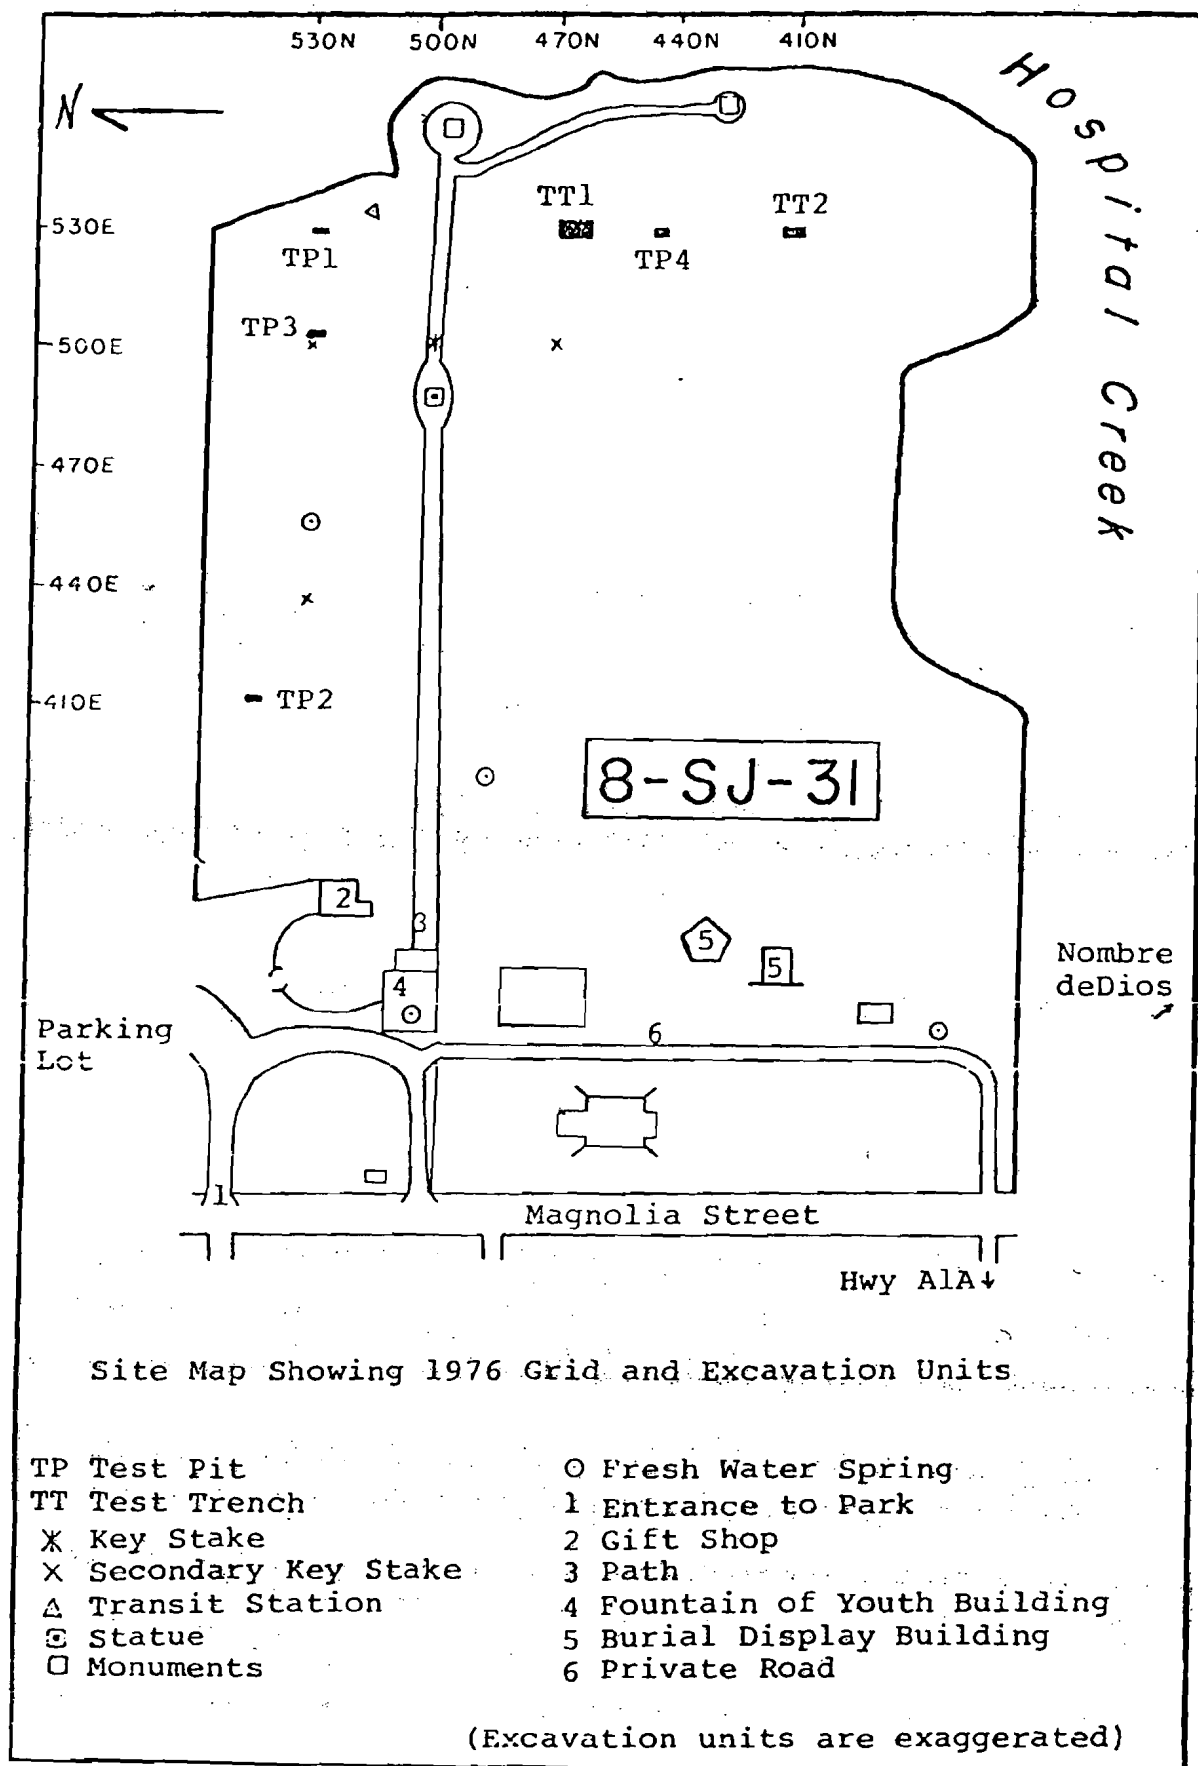 530N 500N 470N 440N 410N
Hospital Creek
N
530E
TT1
TT2
TP1
TP4
TP3
500E
470E
440E
410E
TP2
8-SJ-31
2
3
5
5
4
Nombre
deDios
6
Parking
Lot
1
Magnolia Street
Hwy A1A↓
Site Map Showing 1976 Grid and Excavation Units
TP Test Pit
TT Test Trench
Key Stake
× Secondary Key Stake
△ Transit Station
Statue
□ Monuments
⊙ Fresh Water Spring
1 Entrance to Park
2 Gift Shop
3 Path
4 Fountain of Youth Building
5 Burial Display Building
6 Private Road
(Excavation units are exaggerated)